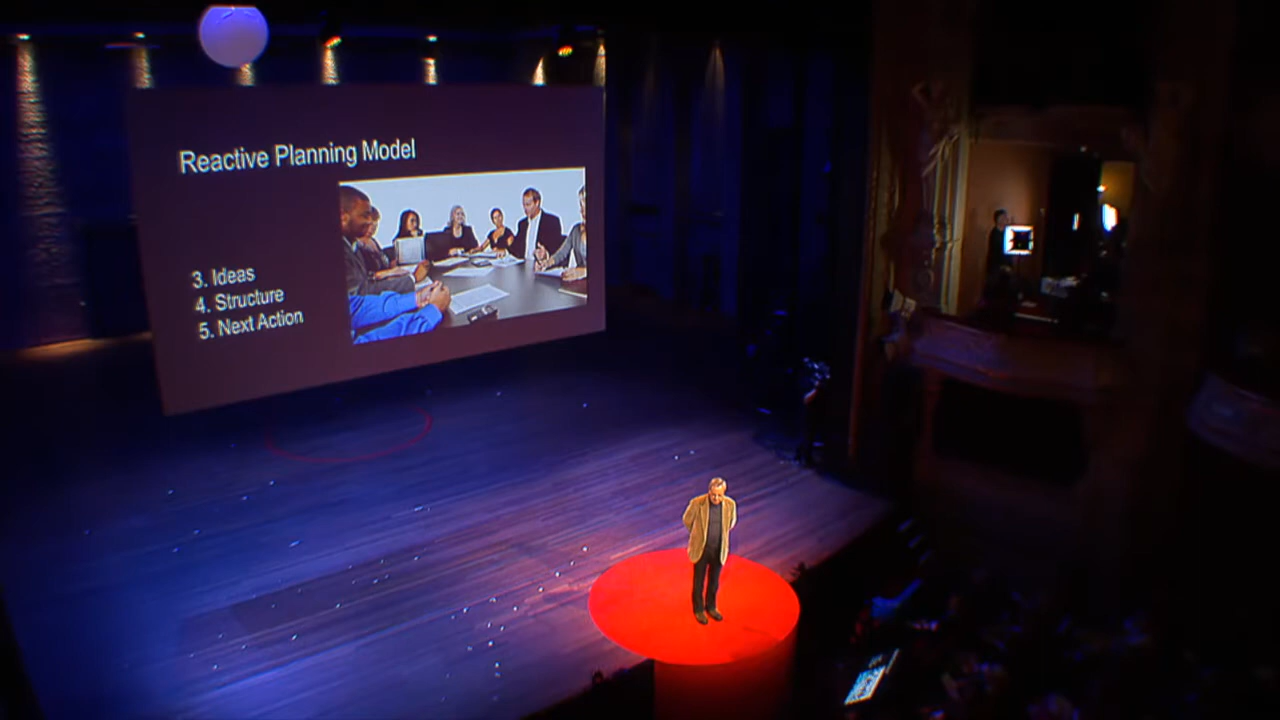 Reactive Planning Model
3. Ideas
4. Structure
5. Next Action